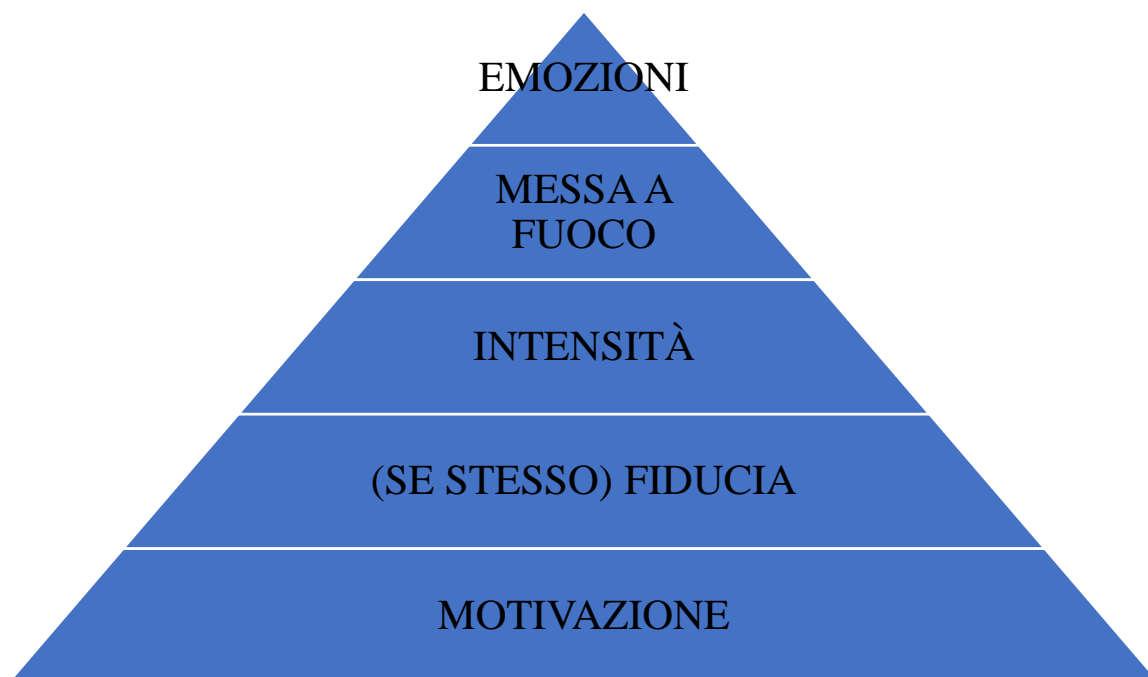 EMOZIONI
MESSA A
FUOCO
INTENSITÀ
(SE STESSO) FIDUCIA
MOTIVAZIONE